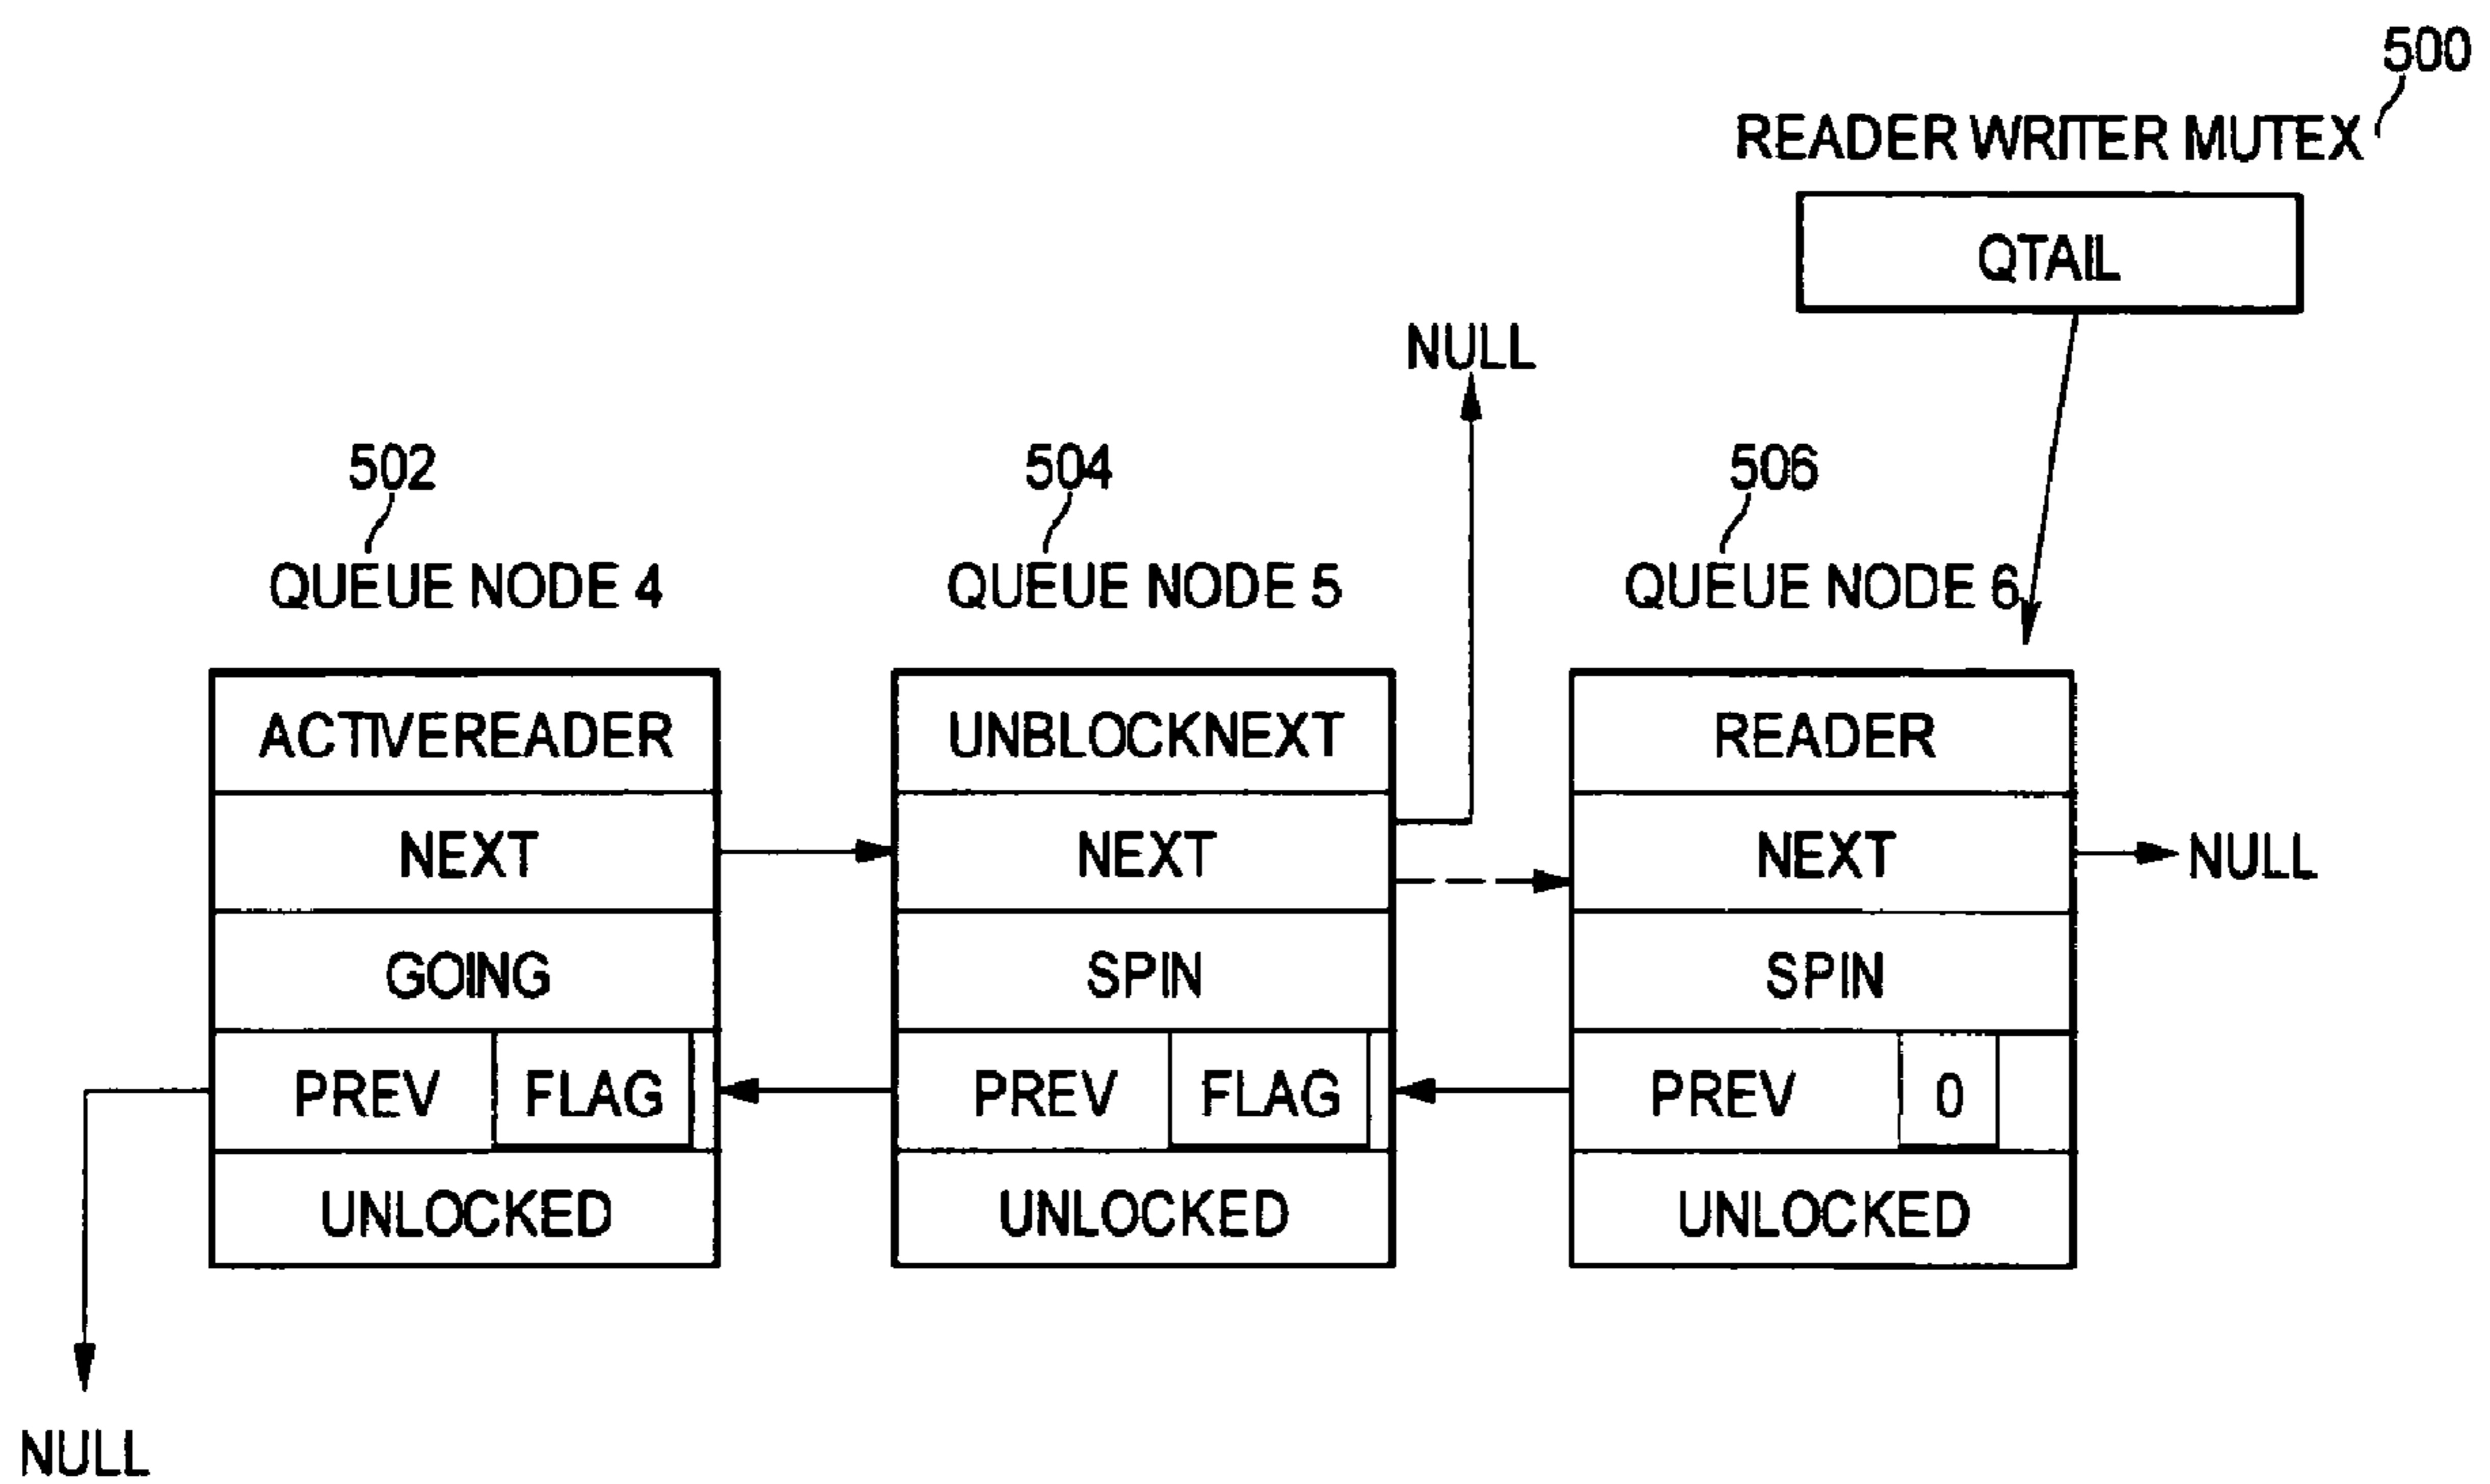 500
READER WRITER MUTEX
QTAIL
NULL
502
504
506
QUEUE NODE 4
QUEUE NODE 5
QUEUE NODE 6
ACTIVEREADER
UNBLOCKNEXT
READER
NEXT
NEXT
NEXT
NULL
GOING
SPIN
SPIN
PREV FLAG
PREV FLAG
PREV 0
UNLOCKED
UNLOCKED
UNLOCKED
NULL